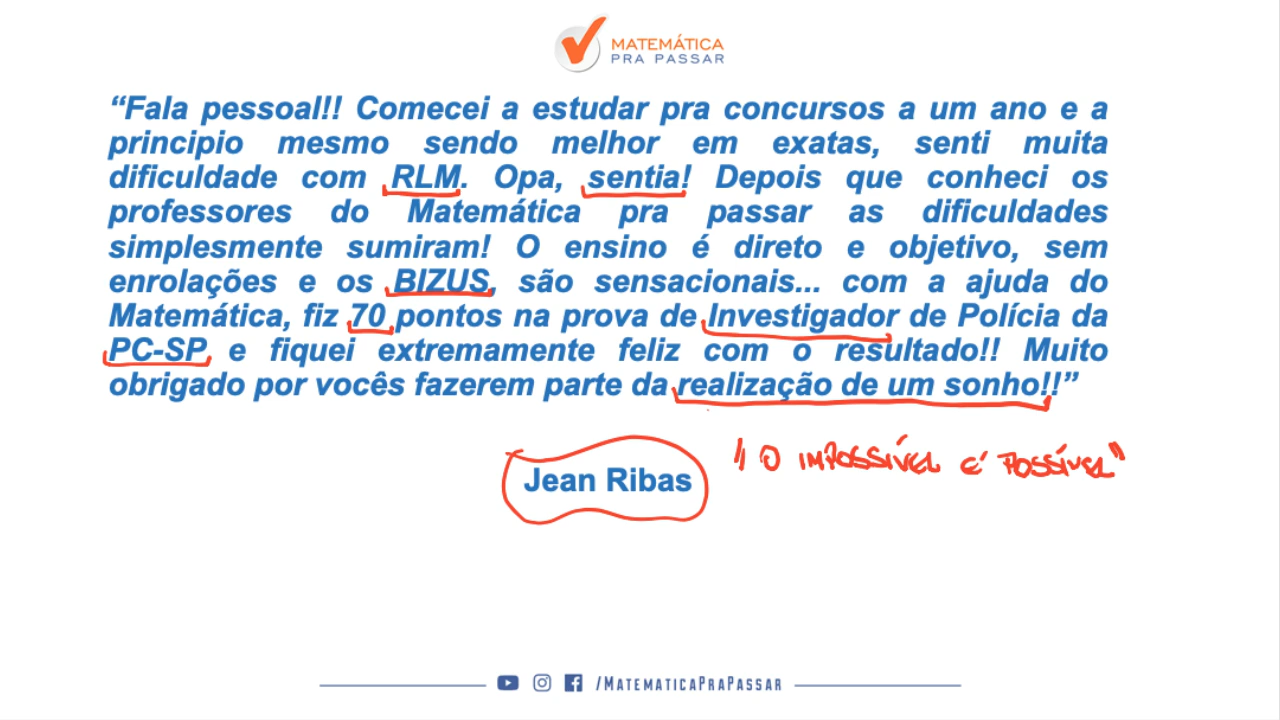 MATEMÁTICA
PRA PASSAR
“Fala pessoal!! Comecei a estudar pra concursos a um ano e a
principio mesmo sendo melhor em exatas, senti muita
dificuldade com RLM. Opa, sentia! Depois que conheci os
professores do Matemática pra passar as dificuldades
simplesmente sumiram! O ensino é direto e objetivo, sem
enrolações e os BIZUS, são sensacionais... com a ajuda do
Matemática, fiz 70 pontos na prova de Investigador de Polícia da
PC-SP e fiquei extremamente feliz com o resultado!! Muito
obrigado por vocês fazerem parte da realização de um sonho!!”
"O IMPOSSÍVEL É POSSÍVEL"
Jean Ribas
/MATEMATICAPRAPASSAR